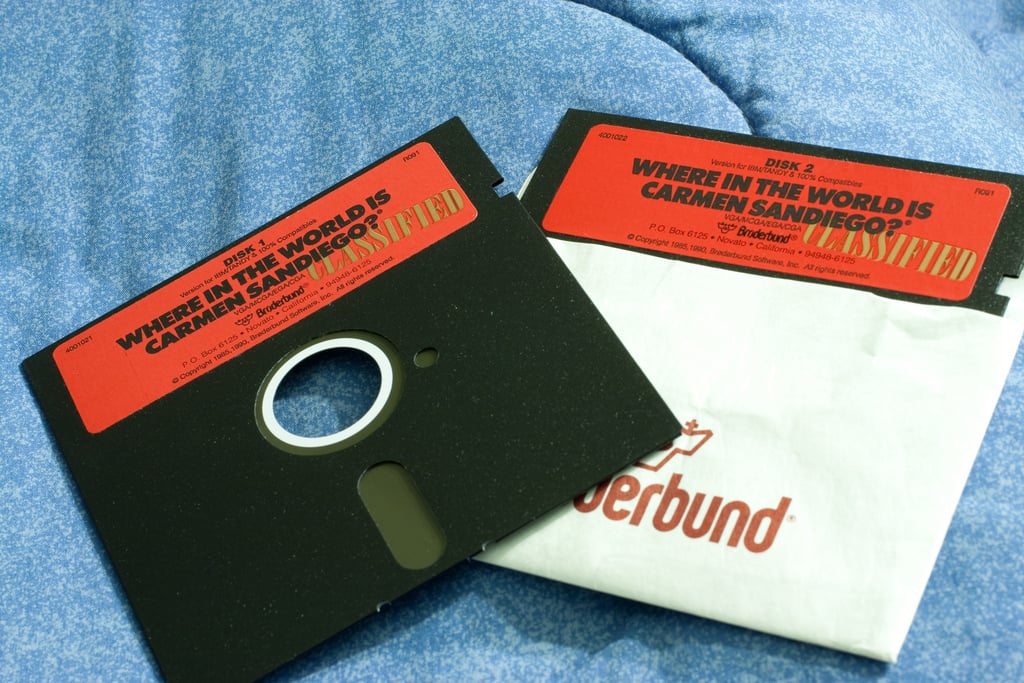 4001021
R091
DISK 1
Version for IBM/TANDY & 100% Compatibles
WHERE IN THE WORLD IS
CARMEN SANDIEGO?®
VGA/MCGA/EGA/CGA
CLASSIFIED
Brøderbund®
P.O. Box 6125 • Novato • California • 94948-6125
© Copyright 1985,1990, Brøderbund Software, Inc. All rights reserved.
4001022
R091
DISK 2
Version for IBM/TANDY & 100% Compatibles
WHERE IN THE WORLD IS
CARMEN SANDIEGO?®
VGA/MCGA/EGA/CGA
CLASSIFIED
Brøderbund®
P.O. Box 6125 • Novato • California • 94948-6125
© Copyright 1985,1990, Brøderbund Software, Inc. All rights reserved.
derbund®